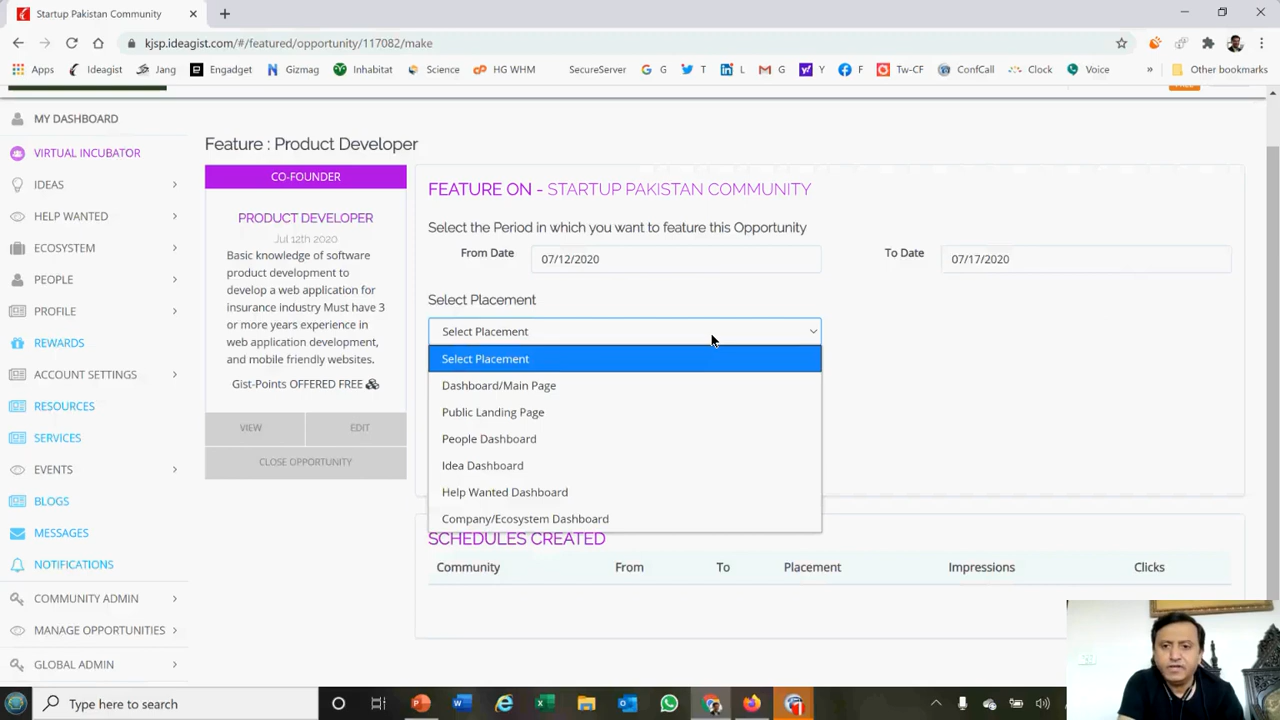 Startup Pakistan Community
kjsp.ideagist.com/#/featured/opportunity/117082/make
Apps
Ideagist
Jang
Engadget
Gizmag
Inhabitat
Science
HG WHM
SecureServer
G
T
L
G
Y
F
Tw-CF
ConfCall
Clock
Voice
»
Other bookmarks
MY DASHBOARD
VIRTUAL INCUBATOR
IDEAS
HELP WANTED
ECOSYSTEM
PEOPLE
PROFILE
REWARDS
ACCOUNT SETTINGS
RESOURCES
SERVICES
EVENTS
BLOGS
MESSAGES
NOTIFICATIONS
COMMUNITY ADMIN
MANAGE OPPORTUNITIES
GLOBAL ADMIN
Feature : Product Developer
CO-FOUNDER
PRODUCT DEVELOPER
Jul 12th 2020
Basic knowledge of software
product development to
develop a web application for
insurance industry Must have 3
or more years experience in
web application development,
and mobile friendly websites.
Gist-Points OFFERED FREE
VIEW
EDIT
CLOSE OPPORTUNITY
FEATURE ON - STARTUP PAKISTAN COMMUNITY
Select the Period in which you want to feature this Opportunity
From Date
07/12/2020
To Date
07/17/2020
Select Placement
Select Placement
Select Placement
Dashboard/Main Page
Public Landing Page
People Dashboard
Idea Dashboard
Help Wanted Dashboard
Company/Ecosystem Dashboard
SCHEDULES CREATED
Community From To Placement Impressions Clicks
Type here to search